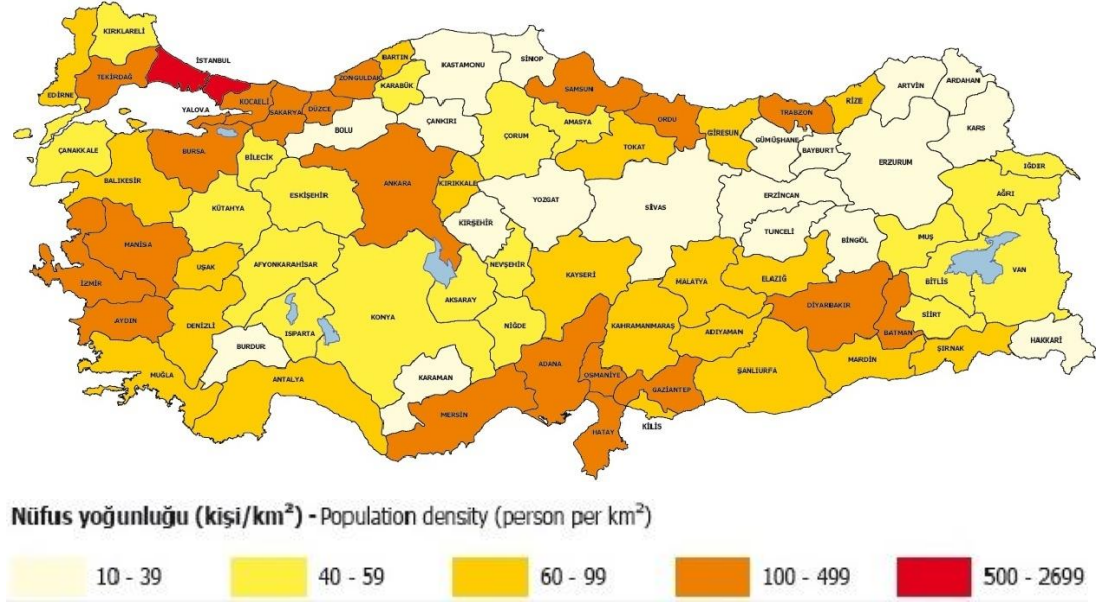 KIRKLARELİ
İSTANBUL
TEKİRDAĞ
EDİRNE
YALOVA
KOCAELİ
SAKARYA
DÜZCE
ZONGULDAK
BARTIN
KARABÜK
KASTAMONU
SİNOP
BOLU
ÇANKIRI
SAMSUN
ORDU
GİRESUN
TRABZON
RİZE
ARTVİN
ARDAHAN
KARS
ÇANAKKALE
BURSA
BİLECİK
ÇORUM
AMASYA
TOKAT
GÜMÜŞHANE
BAYBURT
ERZURUM
IĞDIR
BALIKESİR
ESKİŞEHİR
ANKARA
KIRIKKALE
AĞRI
KÜTAHYA
KIRŞEHİR
YOZGAT
SİVAS
ERZİNCAN
TUNCELİ
BİNGÖL
MUŞ
MANİSA
UŞAK
AFYONKARAHİSAR
NEVŞEHİR
KAYSERİ
MALATYA
ELAZIĞ
BİTLİS
VAN
İZMİR
AKSARAY
DİYARBAKIR
SİİRT
AYDIN
DENİZLİ
ISPARTA
KONYA
NİĞDE
KAHRAMANMARAŞ
ADIYAMAN
BATMAN
BURDUR
HAKKARİ
MUĞLA
ANTALYA
KARAMAN
ADANA
OSMANİYE
GAZİANTEP
ŞANLIURFA
MARDİN
ŞIRNAK
MERSİN
HATAY
KİLİS
Nüfus yoğunluğu (kişi/km²) - Population density (person per km²)
10 - 39 40 - 59 60 - 99 100 - 499 500 - 2699